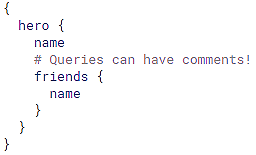 {
  hero {
    name
    # Queries can have comments!
    friends {
      name
    }
  }
}